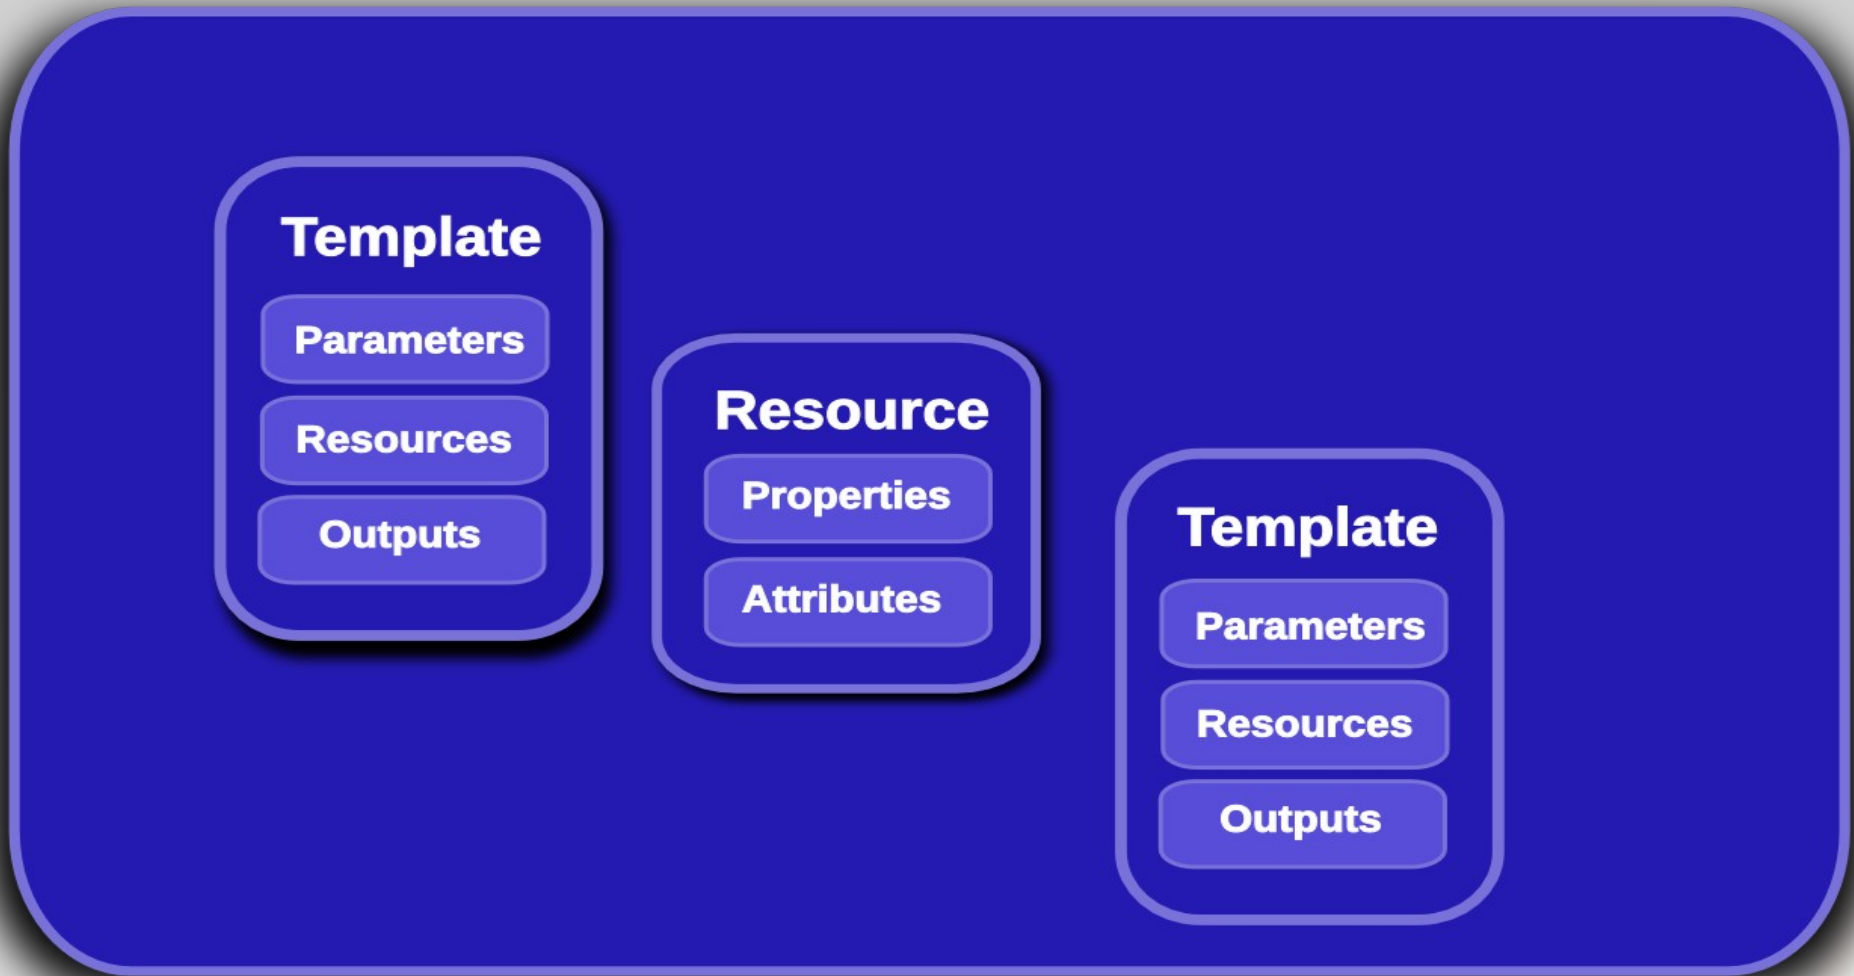 Template
Parameters
Resources
Outputs
Resource
Properties
Attributes
Template
Parameters
Resources
Outputs